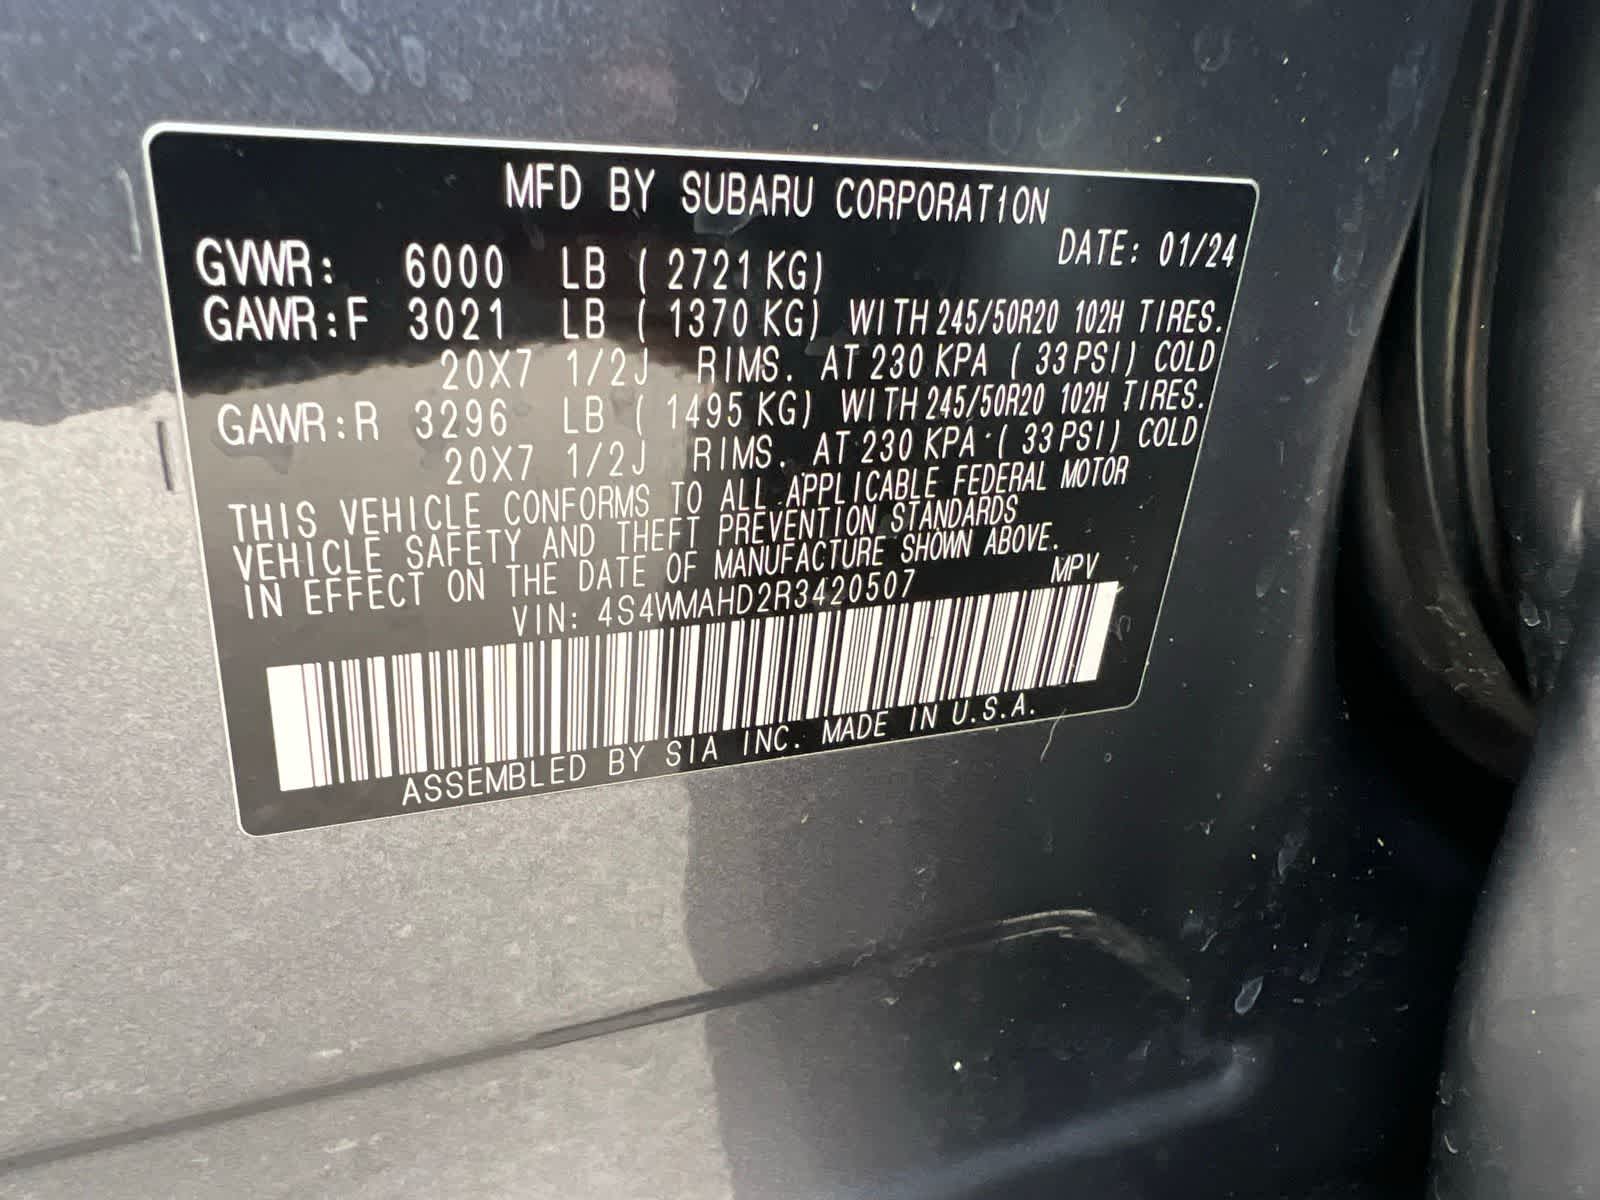 MFD BY SUBARU CORPORATION
DATE: 01/24
GVWR: 6000 LB ( 2721 KG)
GAWR:F 3021 LB ( 1370 KG) WITH 245/50R20 102H TIRES.
20X7 1/2J RIMS. AT 230 KPA ( 33 PSI) COLD
GAWR:R 3296 LB ( 1495 KG) WITH 245/50R20 102H TIRES.
20X7 1/2J RIMS. AT 230 KPA ( 33 PSI) COLD
THIS VEHICLE CONFORMS TO ALL APPLICABLE FEDERAL MOTOR
VEHICLE SAFETY AND THEFT PREVENTION STANDARDS
IN EFFECT ON THE DATE OF MANUFACTURE SHOWN ABOVE.
VIN: 4S4WMAHD2R3420507 MPV
ASSEMBLED BY SIA INC. MADE IN U.S.A.